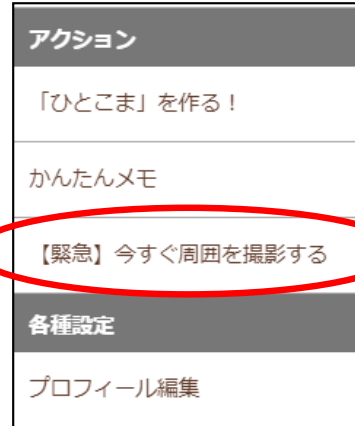 アクション
「ひとこま」を作る！
かんたんメモ
【緊急】今すぐ周囲を撮影する
各種設定
プロフィール編集